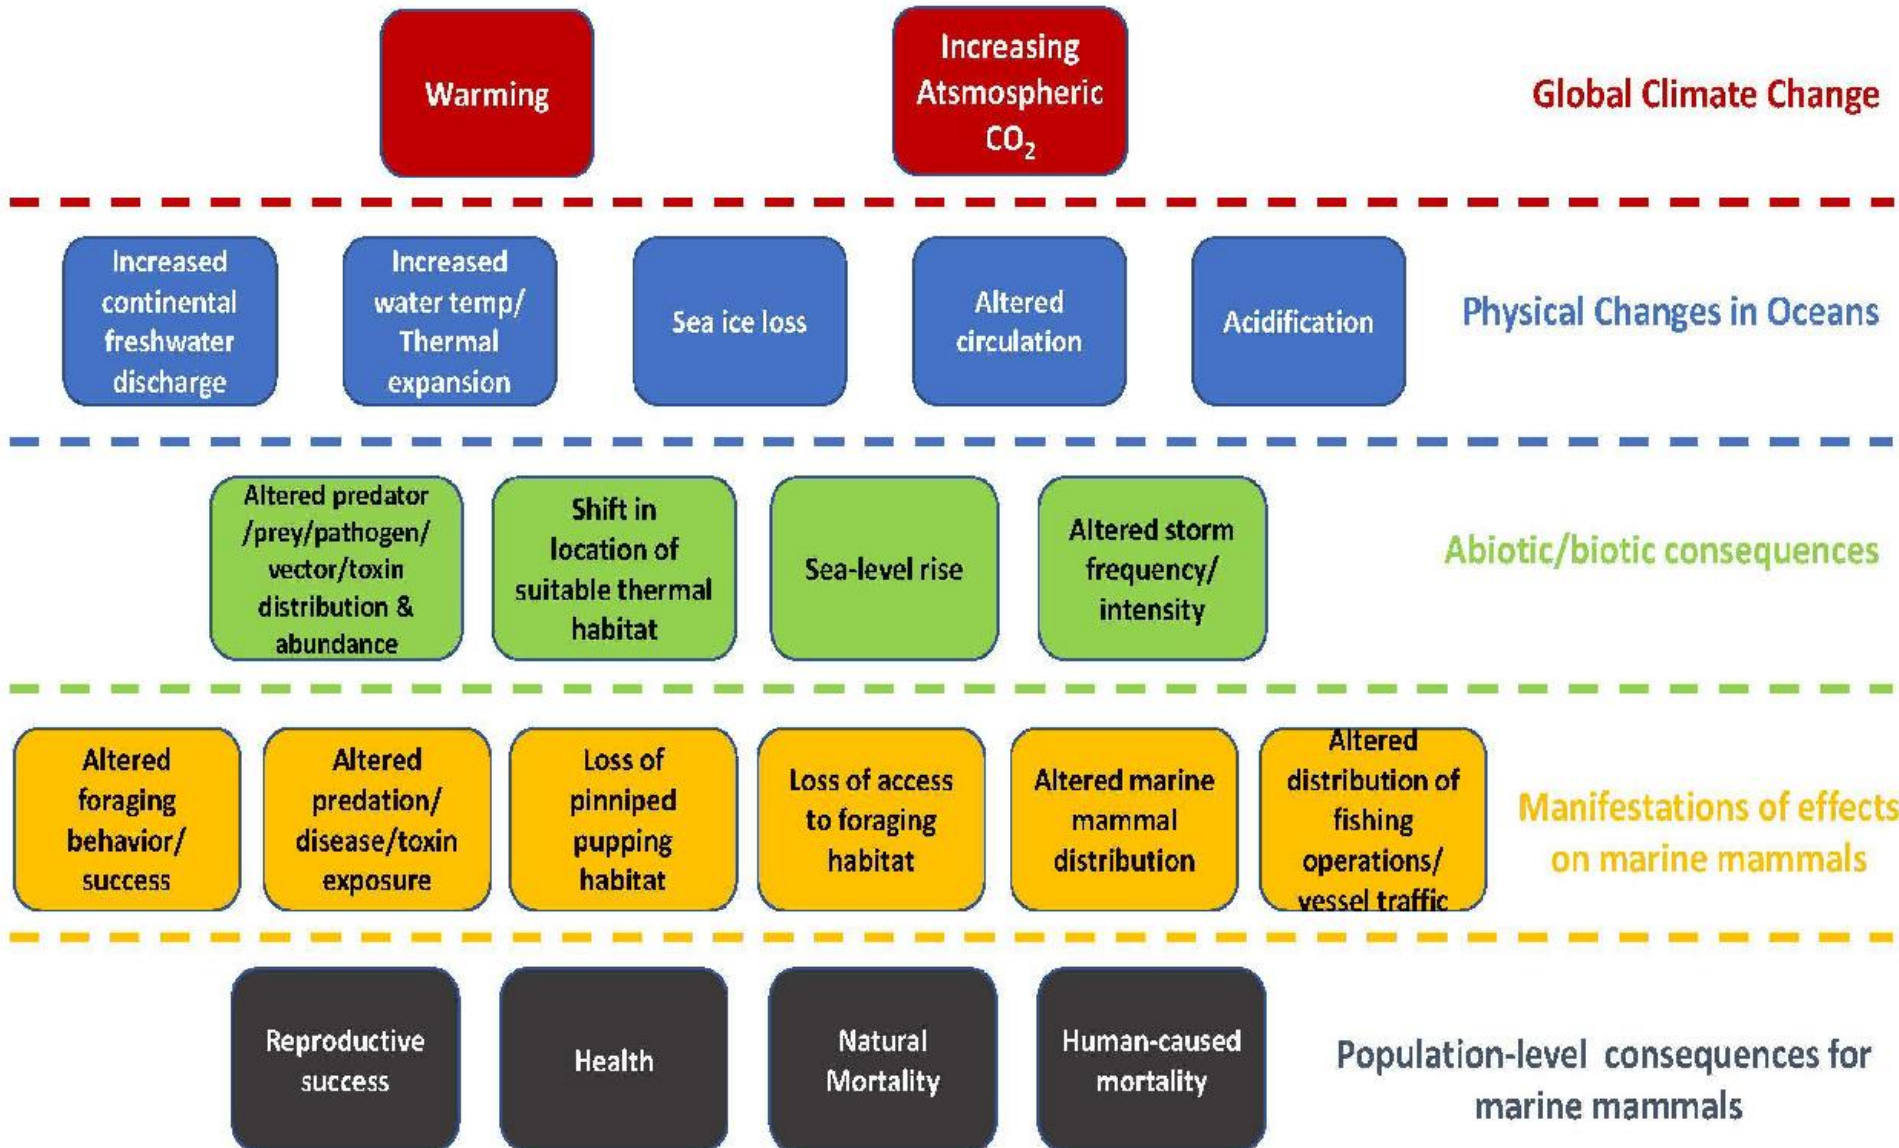 Warming
Increasing
Atsmospheric
CO₂
Global Climate Change
Increased
continental
freshwater
discharge
Increased
water temp/
Thermal
expansion
Sea ice loss
Altered
circulation
Acidification
Physical Changes in Oceans
Altered predator
/prey/pathogen/
vector/toxin
distribution &
abundance
Shift in
location of
suitable thermal
habitat
Sea-level rise
Altered storm
frequency/
intensity
Abiotic/biotic consequences
Altered
foraging
behavior/
success
Altered
predation/
disease/toxin
exposure
Loss of
pinniped
pupping
habitat
Loss of access
to foraging
habitat
Altered marine
mammal
distribution
Altered
distribution of
fishing
operations/
vessel traffic
Manifestations of effects
on marine mammals
Reproductive
success
Health
Natural
Mortality
Human-caused
mortality
Population-level consequences for
marine mammals